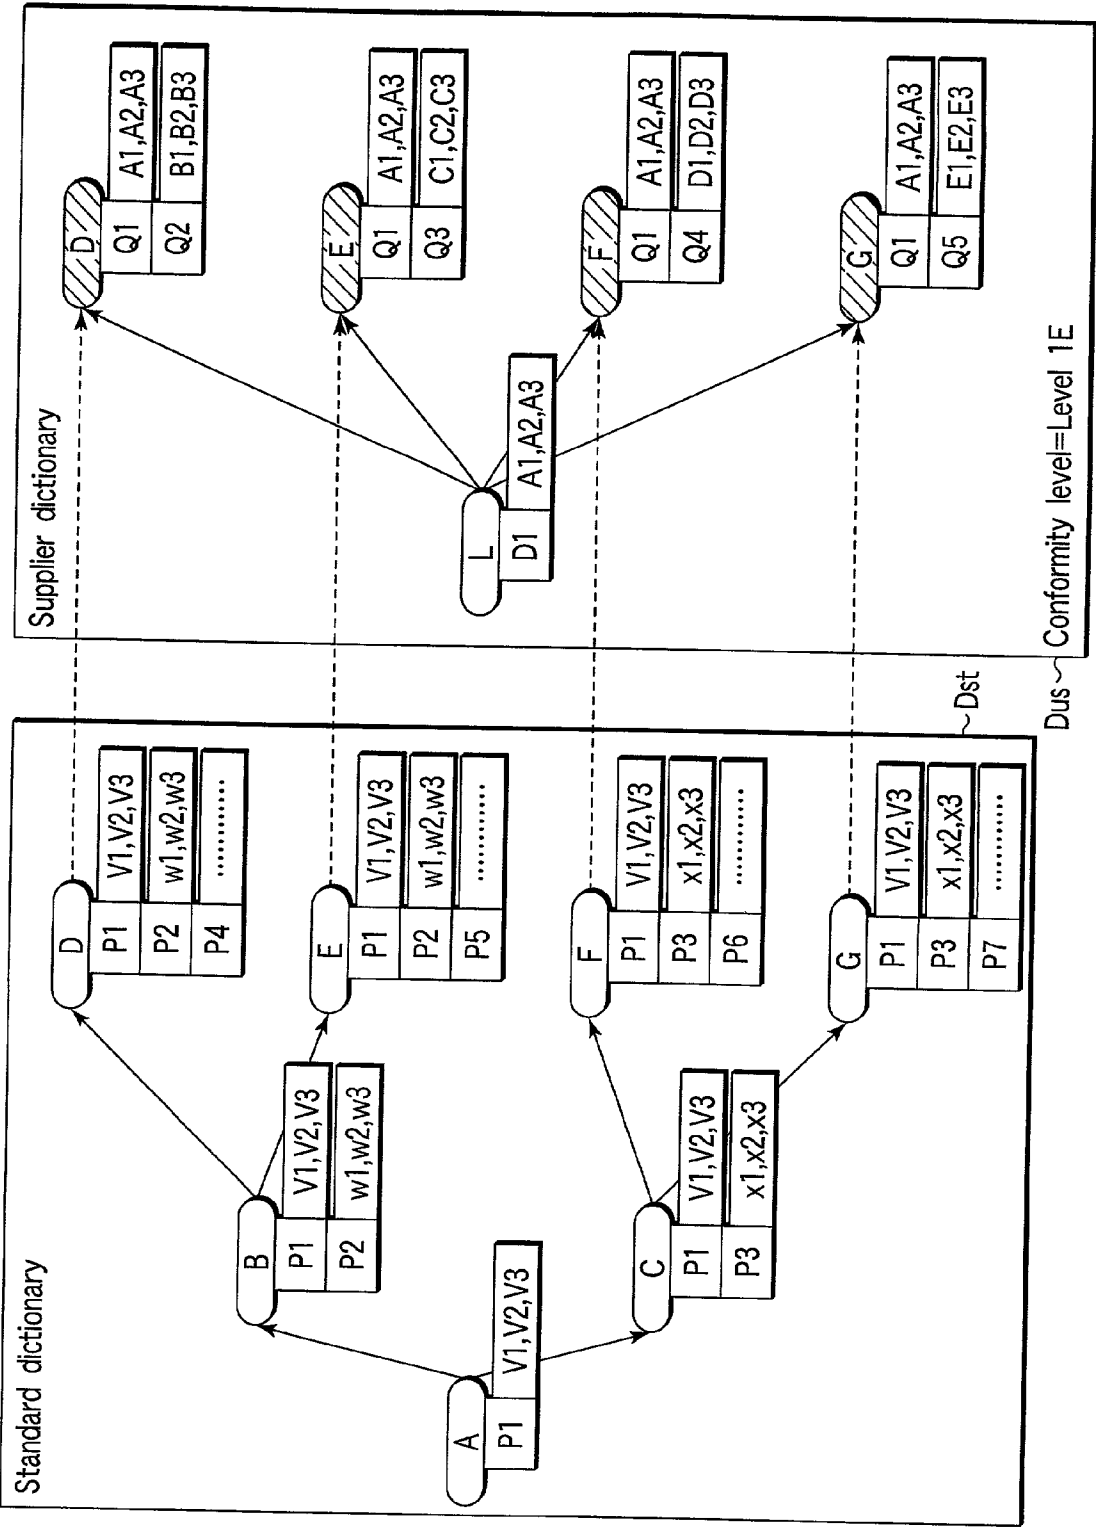 Standard dictionary
A
P1 V1,V2,V3
B
P1 V1,V2,V3
P2 w1,w2,w3
C
P1 V1,V2,V3
P3 x1,x2,x3
D
P1 V1,V2,V3
P2 w1,w2,w3
P4 ..........
E
P1 V1,V2,V3
P2 w1,w2,w3
P5 ..........
F
P1 V1,V2,V3
P3 x1,x2,x3
P6 ..........
G
P1 V1,V2,V3
P3 x1,x2,x3
P7 ..........
Dst
Supplier dictionary
L
D1 A1,A2,A3
D
Q1 A1,A2,A3
Q2 B1,B2,B3
E
Q1 A1,A2,A3
Q3 C1,C2,C3
F
Q1 A1,A2,A3
Q4 D1,D2,D3
G
Q1 A1,A2,A3
Q5 E1,E2,E3
Dus Conformity level=Level 1E